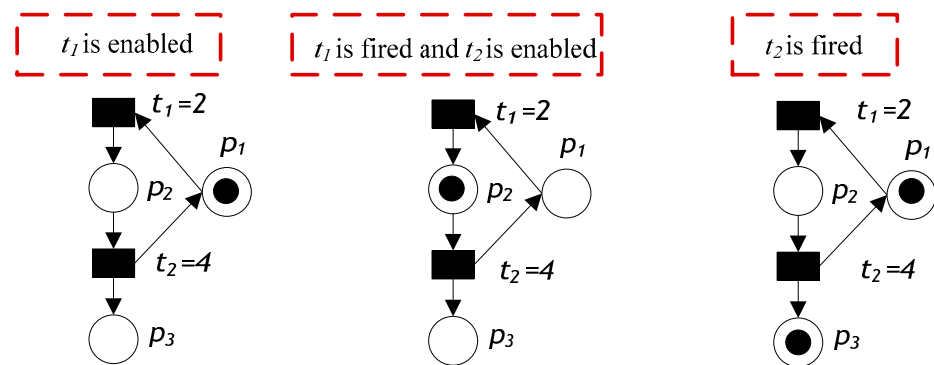 t₁ is enabled
t₁ is fired and t₂ is enabled
t₂ is fired
t₁=2
p₁
p₂
t₂=4
p₃
t₁=2
p₁
p₂
t₂=4
p₃
t₁=2
p₁
p₂
t₂=4
p₃